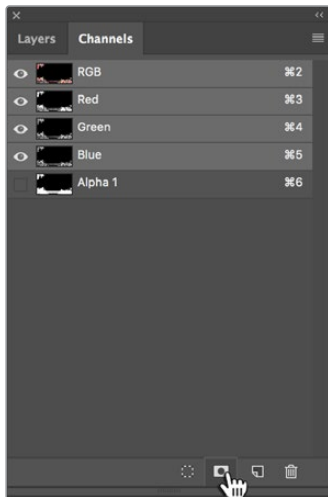 Layers Channels
RGB ⌘2
Red ⌘3
Green ⌘4
Blue ⌘5
Alpha 1 ⌘6